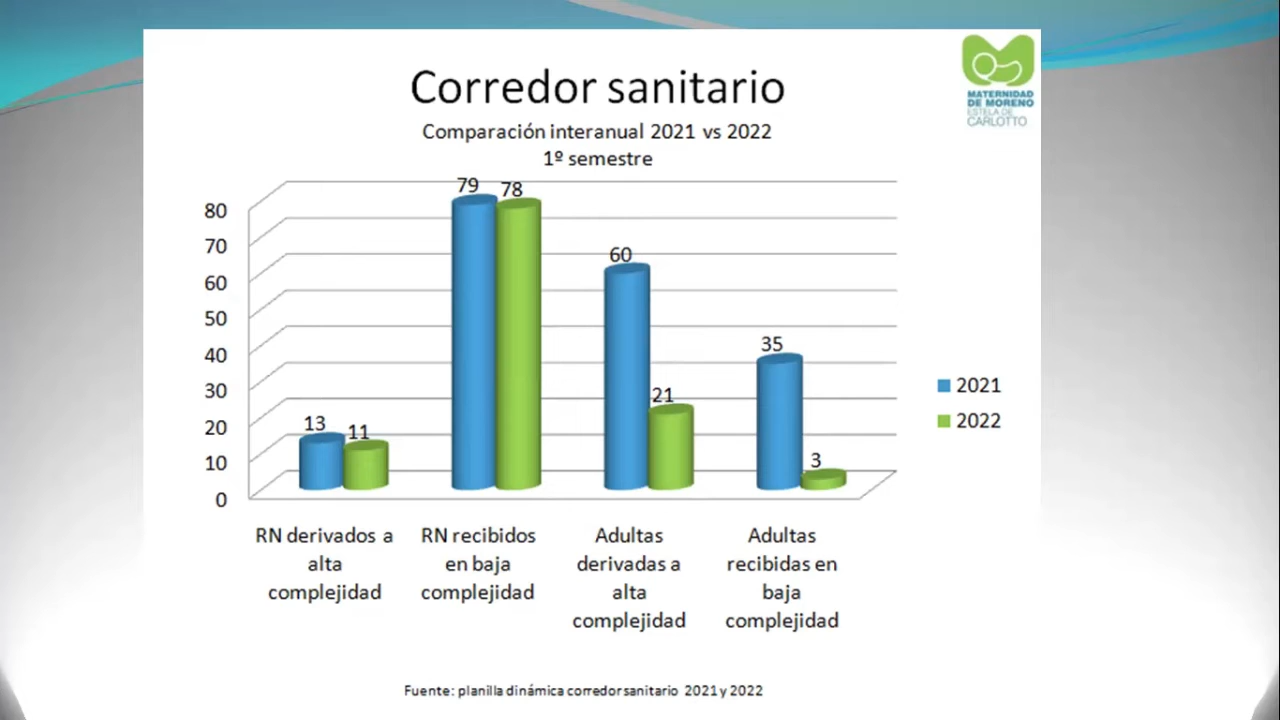 MATERNIDAD
DE MORENO
ESTELA DE
CARLOTTO
Corredor sanitario
Comparación interanual 2021 vs 2022
1º semestre
79
78
60
35
21
13
11
3
80
70
60
50
40
30
20
10
0
2021
2022
RN derivados a
alta
complejidad
RN recibidos
en baja
complejidad
Adultas
derivadas a
alta
complejidad
Adultas
recibidas en
baja
complejidad
Fuente: planilla dinámica corredor sanitario 2021 y 2022